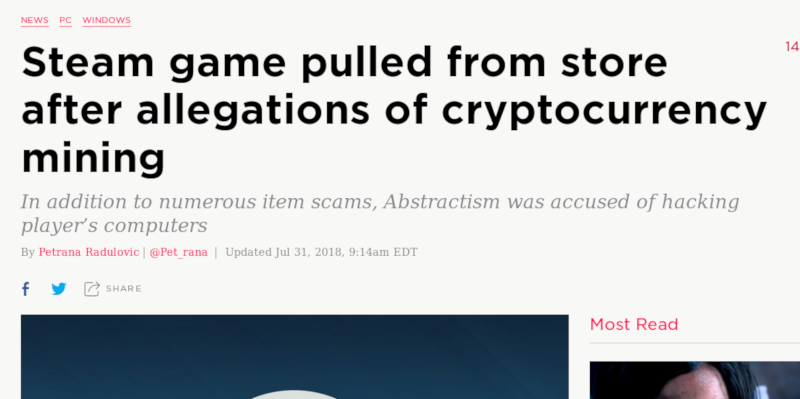 NEWS PC WINDOWS
14
Steam game pulled from store
after allegations of cryptocurrency
mining
In addition to numerous item scams, Abstractism was accused of hacking
player’s computers
By Petrana Radulovic | @Pet_rana | Updated Jul 31, 2018, 9:14am EDT
SHARE
Most Read